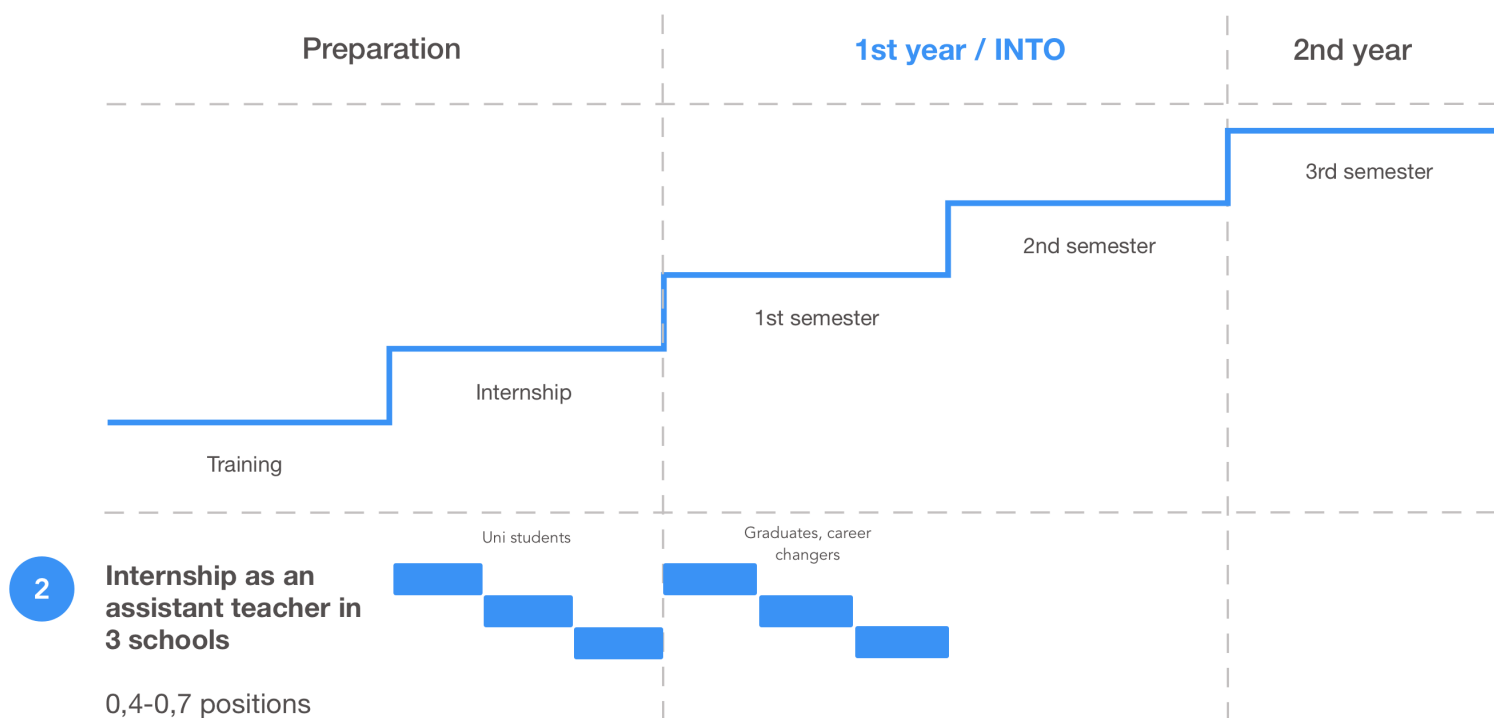 Preparation
1st year / INTO
2nd year
3rd semester
2nd semester
1st semester
Internship
Training
Uni students
Graduates, career
changers
2
Internship as an
assistant teacher in
3 schools
0,4-0,7 positions